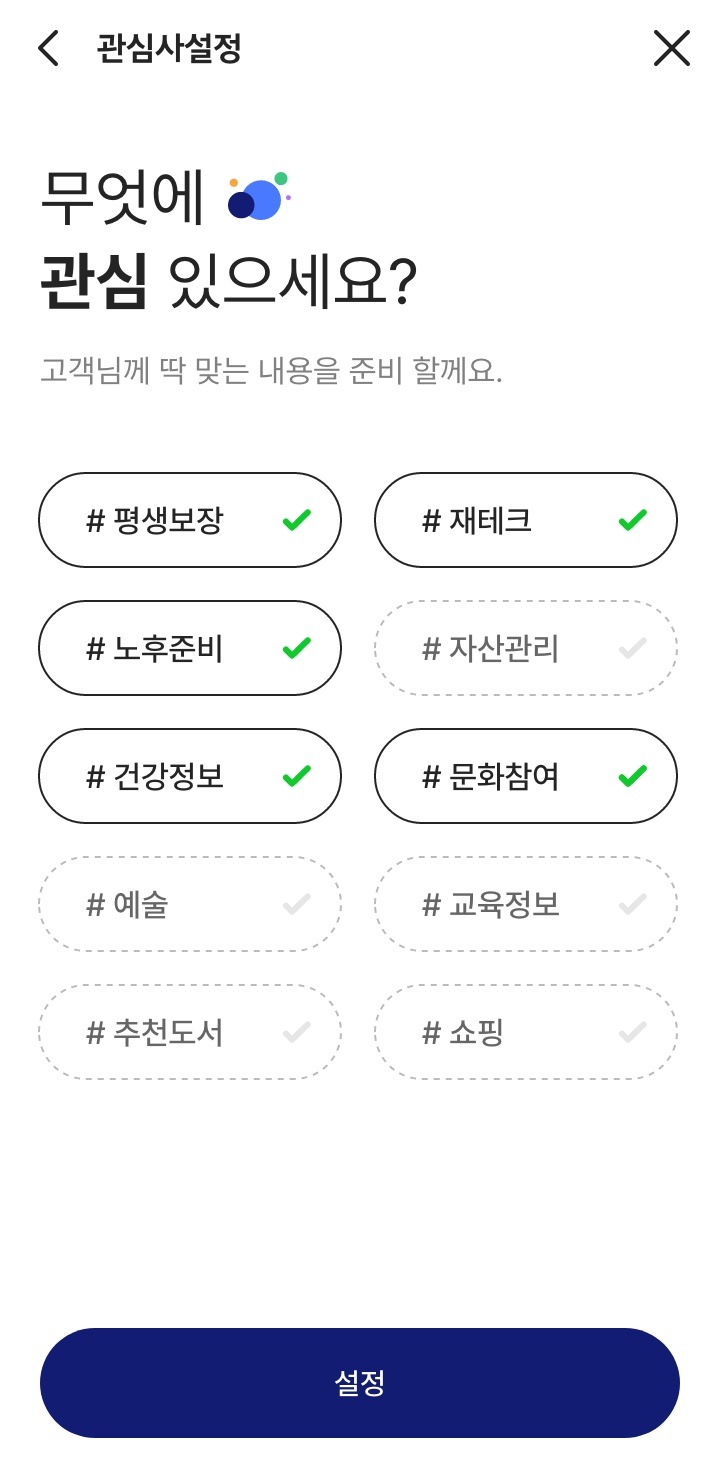 관심사설정
무엇에
관심 있으세요?
고객님께 딱 맞는 내용을 준비 할께요.
# 평생보장
# 재테크
# 노후준비
# 자산관리
# 건강정보
# 문화참여
# 예술
# 교육정보
# 추천도서
# 쇼핑
설정